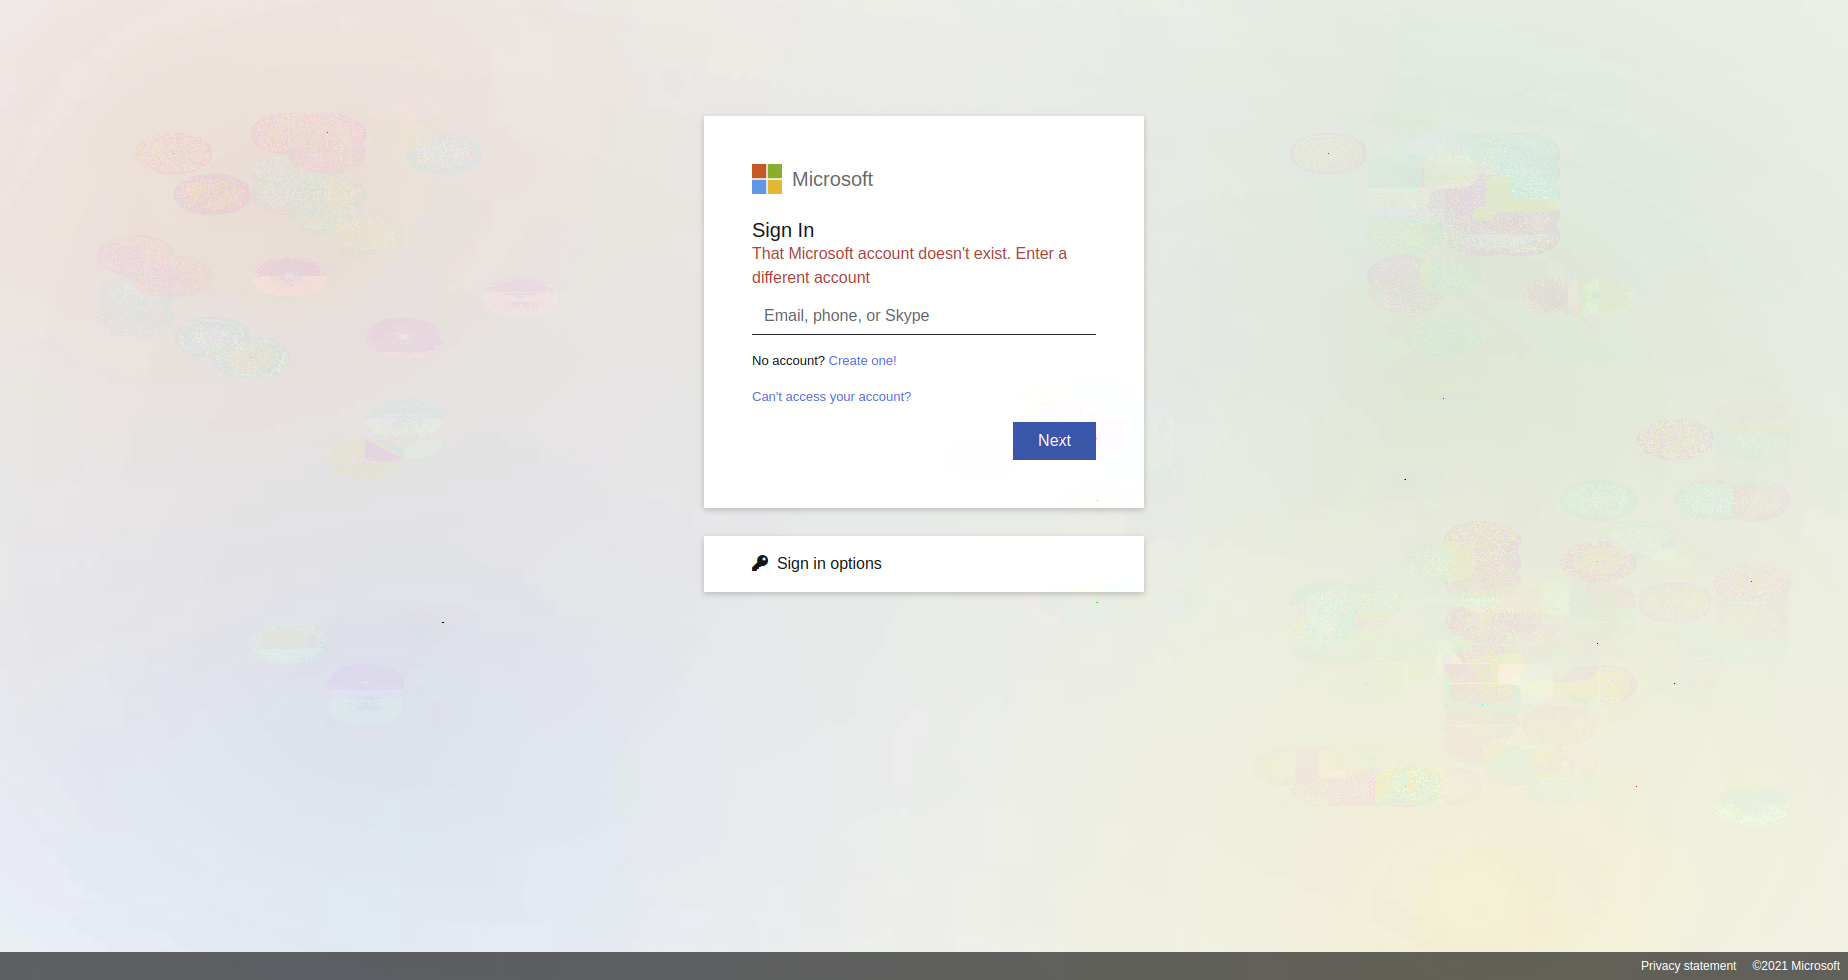 Microsoft
Sign In
That Microsoft account doesn't exist. Enter a
different account
Email, phone, or Skype
No account? Create one!
Can't access your account?
Next
Sign in options
Privacy statement ©2021 Microsoft